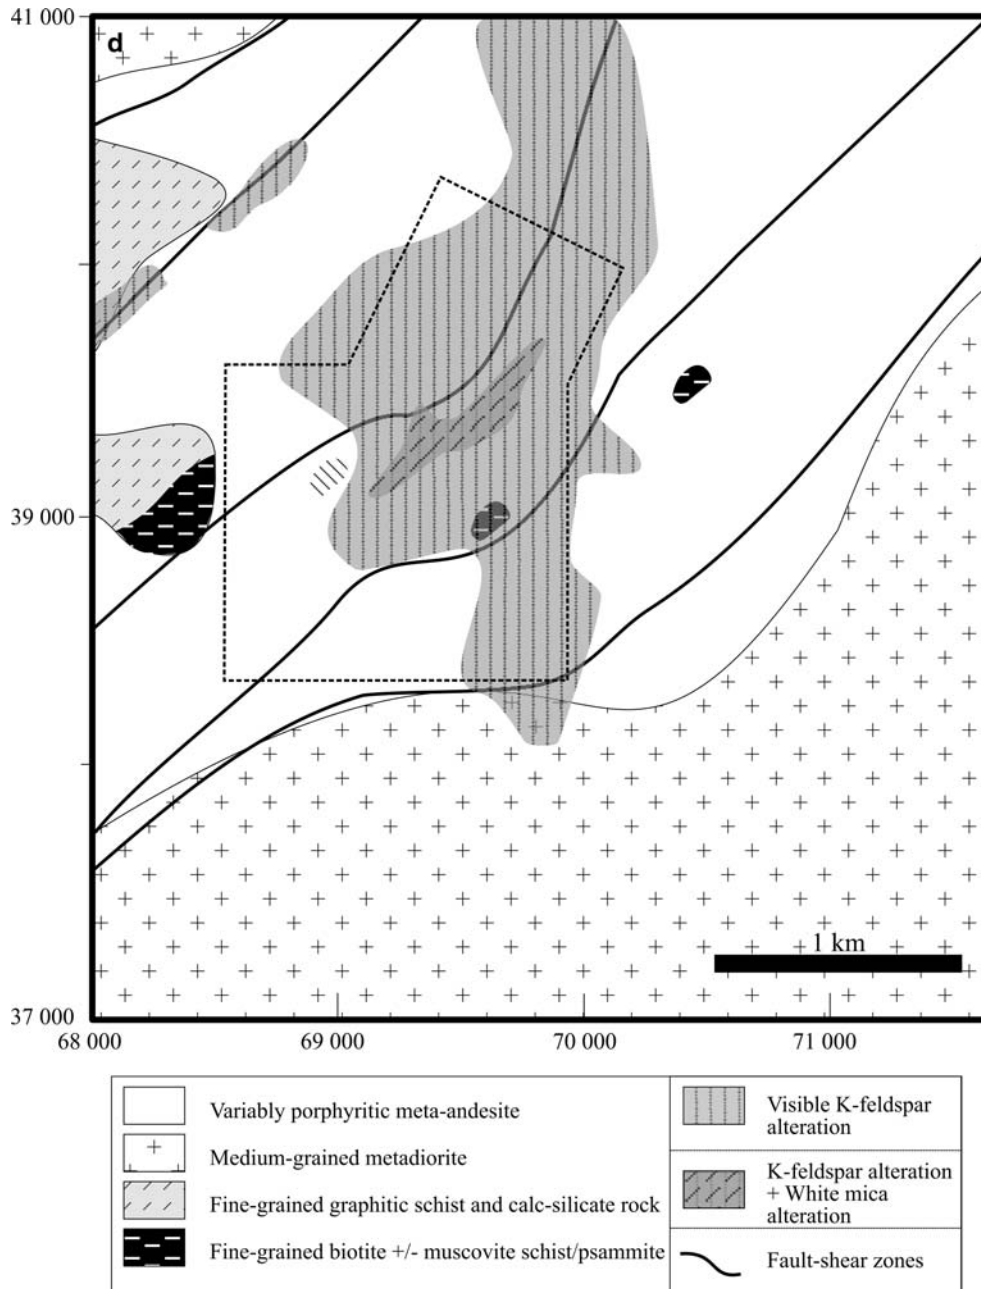 41 000
d
39 000
1 km
37 000
68 000
69 000
70 000
71 000
Variably porphyritic meta-andesite
Medium-grained metadiorite
Fine-grained graphitic schist and calc-silicate rock
Fine-grained biotite +/- muscovite schist/psammite
Visible K-feldspar
alteration
K-feldspar alteration
+ White mica
alteration
Fault-shear zones